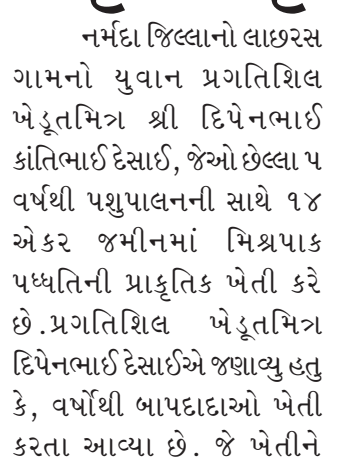 નર્મદા જિલ્લાનો લાછરસ
ગામનો યુવાન પ્રગતિશિલ
ખેડૂતમિત્ર શ્રી દિપેનભાઈ
કાંતિભાઈ દેસાઈ, જેઓ છેલ્લા ૫
વર્ષથી પશુપાલનની સાથે ૧૪
એકર જમીનમાં મિશ્રપાક
પધ્ધતિની પ્રાકૃતિક ખેતી કરે
છે.પ્રગતિશિલ ખેડૂતમિત્ર
દિપેનભાઈ દેસાઈએ જણાવ્યુ હતુ
કે, વર્ષોથી બાપદાદાઓ ખેતી
કરતા આવ્યા છે. જે ખેતીને